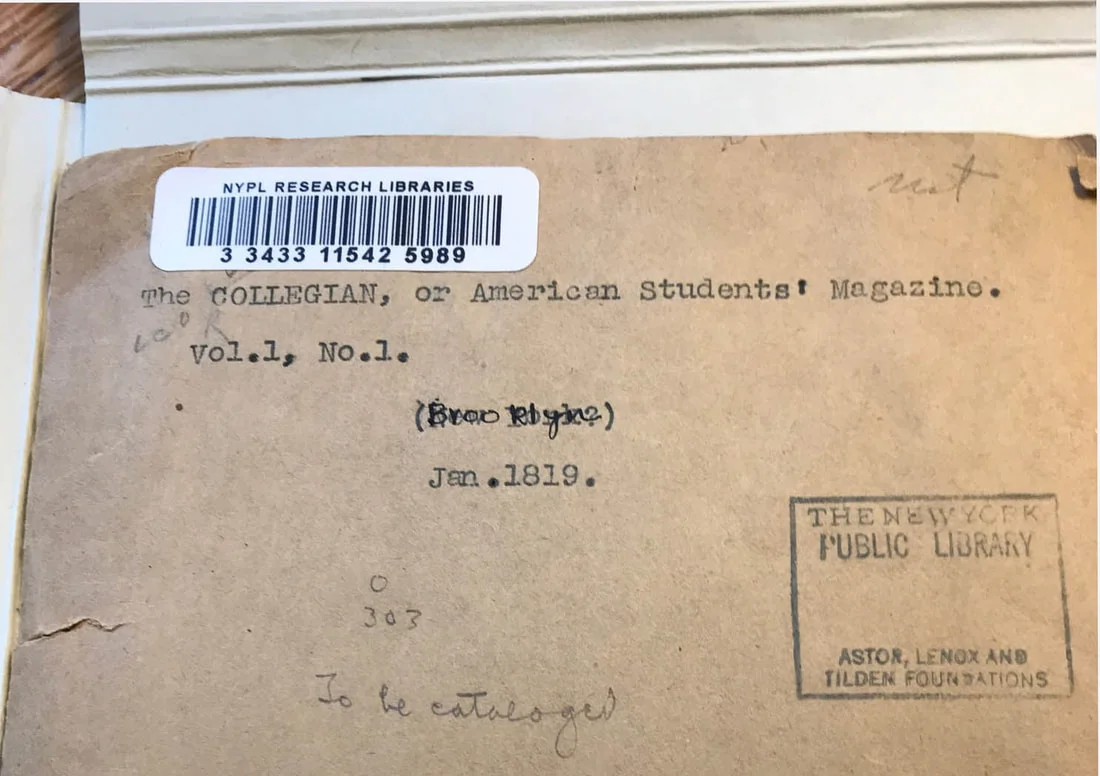 NYPL RESEARCH LIBRARIES
3 3433 11542 5989
The COLLEGIAN, or American Students' Magazine.
Vol.1, No.1.
(Brooklyn?)
Jan.1819.
O
303
To be cataloged
THE NEW YORK
PUBLIC LIBRARY
ASTOR, LENOX AND
TILDEN FOUNDATIONS